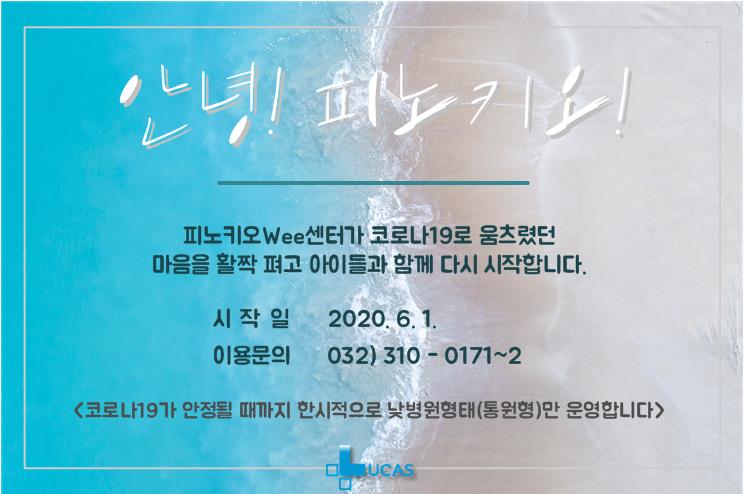 안녕! 피노키오!
피노키오Wee센터가 코로나19로 움츠렸던
마음을 활짝 펴고 아이들과 함께 다시 시작합니다.
시 작 일 2020. 6. 1.
이용문의 032) 310 - 0171~2
<코로나19가 안정될 때까지 한시적으로 낮병원형태(통원형)만 운영합니다>
LUCAS